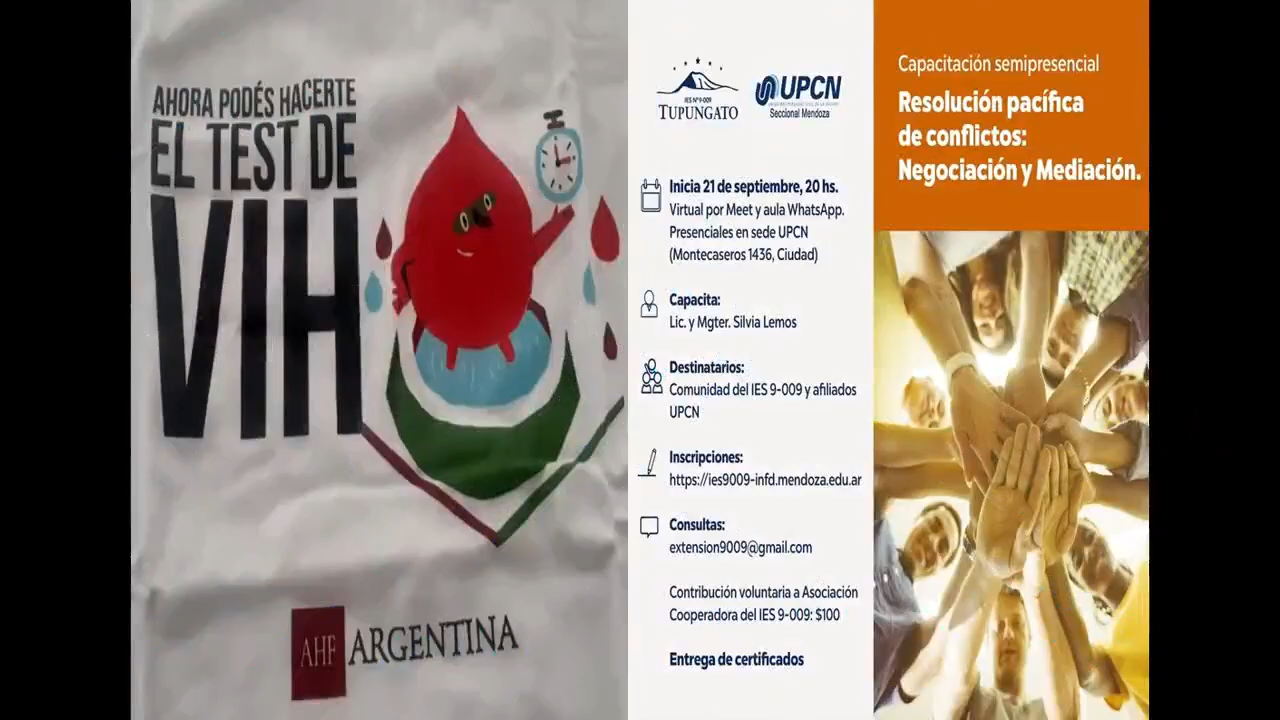 AHORA PODÉS HACERTE
EL TEST DE
VIH
AHF ARGENTINA
IES Nº 9-009
TUPUNGATO
UPCN
Seccional Mendoza
Inicia 21 de septiembre, 20 hs.
Virtual por Meet y aula WhatsApp.
Presenciales en sede UPCN
(Montecaseros 1436, Ciudad)
Capacita:
Lic. y Mgter. Silvia Lemos
Destinatarios:
Comunidad del IES 9-009 y afiliados
UPCN
Inscripciones:
https://ies9009-infd.mendoza.edu.ar
Consultas:
extension9009@gmail.com
Contribución voluntaria a Asociación
Cooperadora del IES 9-009: $100
Entrega de certificados
Capacitación semipresencial
Resolución pacífica
de conflictos:
Negociación y Mediación.